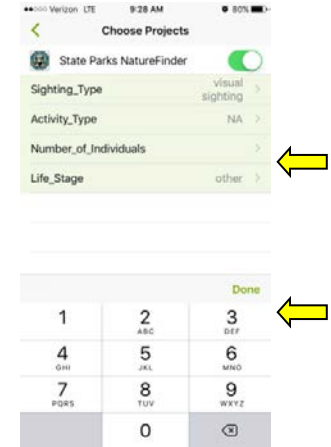 Verizon LTE 9:28 AM 80%
Choose Projects
State Parks NatureFinder
Sighting_Type visual sighting
Activity_Type NA
Number_of_Individuals
Life_Stage other
Done
1 2 3
ABC DEF
4 5 6
GHI JKL MNO
7 8 9
PQRS TUV WXYZ
0